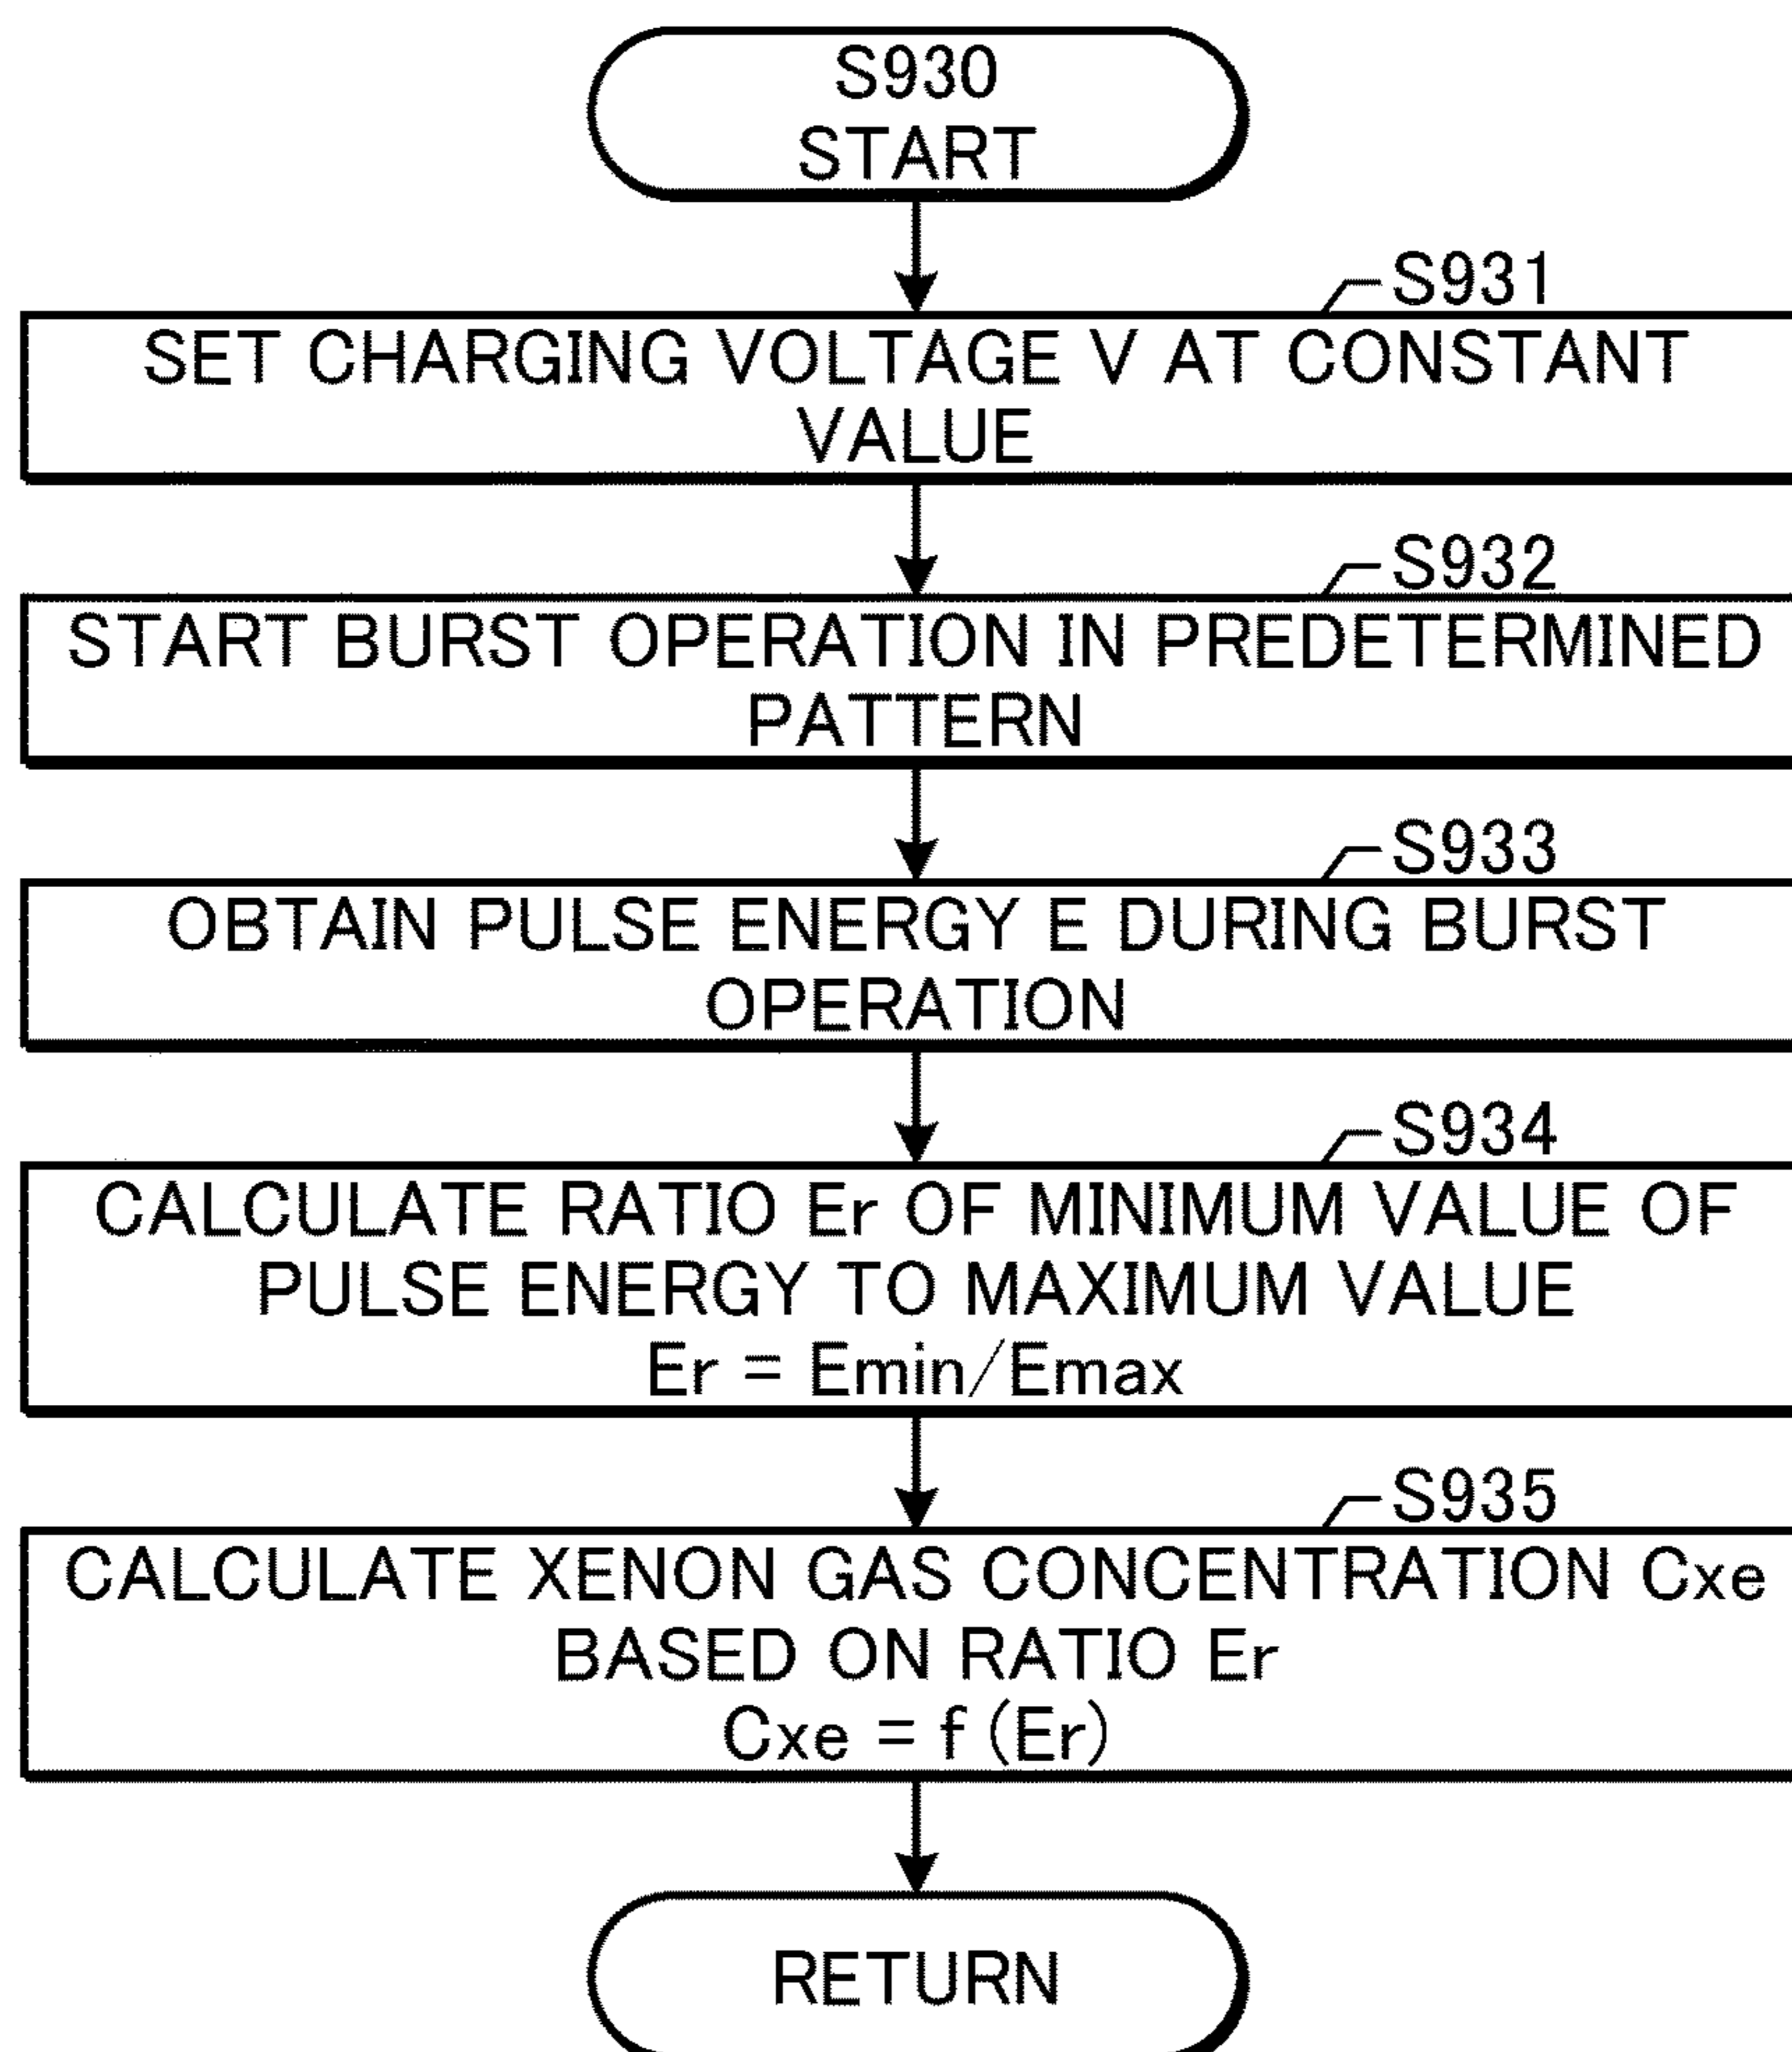 S930
START
S931
SET CHARGING VOLTAGE V AT CONSTANT
VALUE
S932
START BURST OPERATION IN PREDETERMINED
PATTERN
S933
OBTAIN PULSE ENERGY E DURING BURST
OPERATION
S934
CALCULATE RATIO Er OF MINIMUM VALUE OF
PULSE ENERGY TO MAXIMUM VALUE
Er = Emin/Emax
S935
CALCULATE XENON GAS CONCENTRATION Cxe
BASED ON RATIO Er
Cxe = f (Er)
RETURN